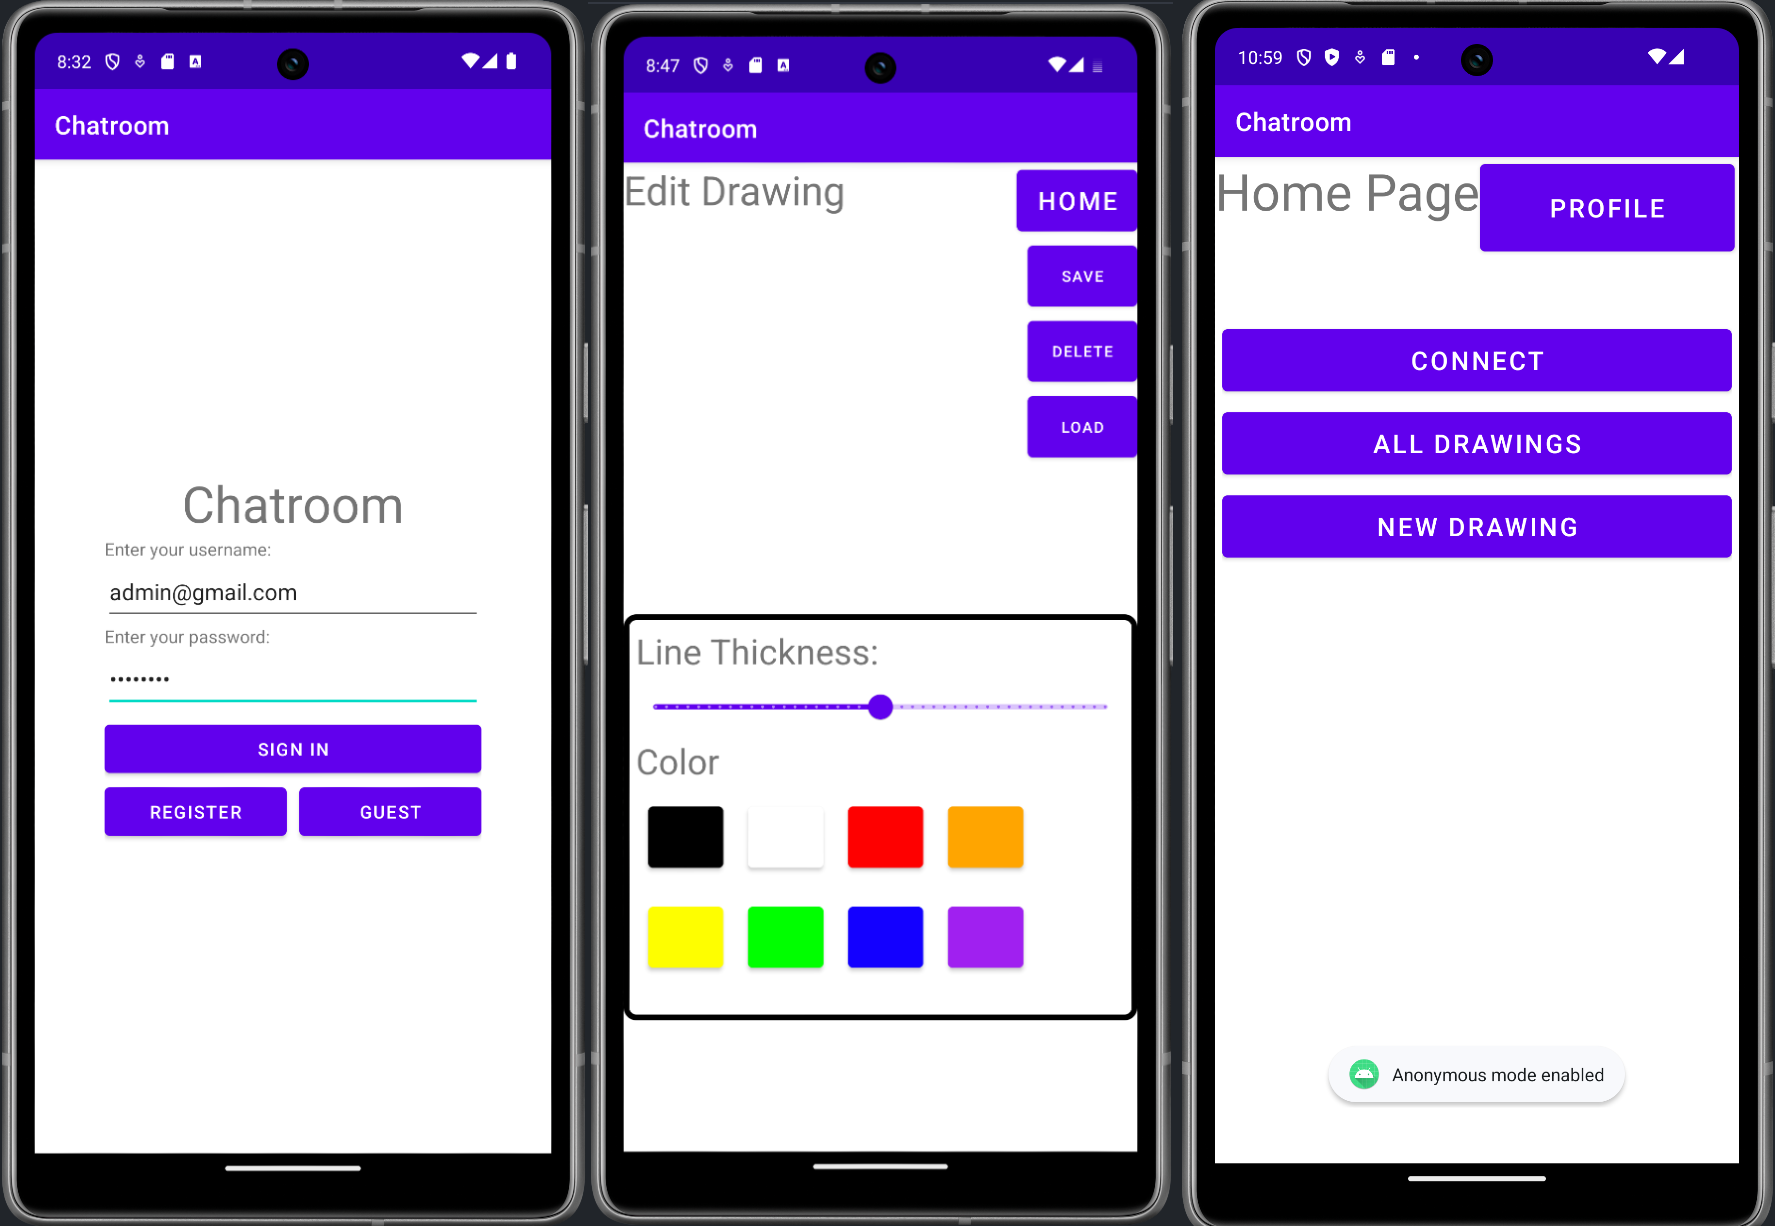 8:32
Chatroom
Chatroom
Enter your username:
admin@gmail.com
Enter your password:
••••••••
SIGN IN
REGISTER GUEST
8:47
Chatroom
Edit Drawing
HOME
SAVE
DELETE
LOAD
Line Thickness:
Color
10:59
Chatroom
Home Page
PROFILE
CONNECT
ALL DRAWINGS
NEW DRAWING
Anonymous mode enabled